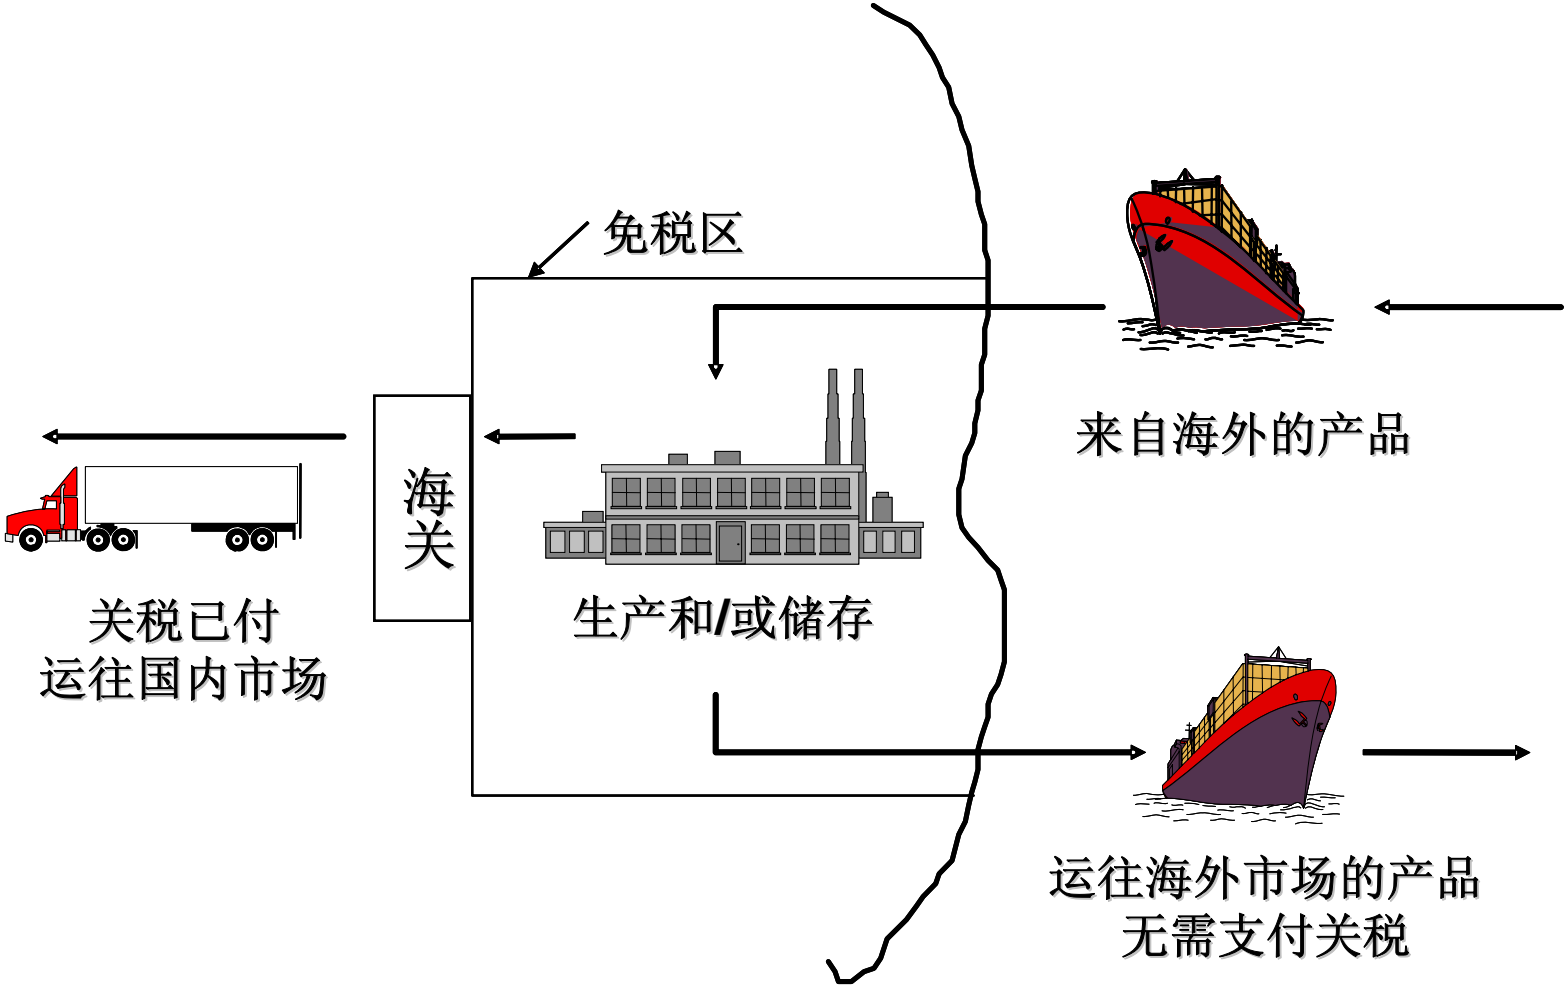 免税区
来自海外的产品
海
关
生产和/或储存
关税已付
运往国内市场
运往海外市场的产品
无需支付关税